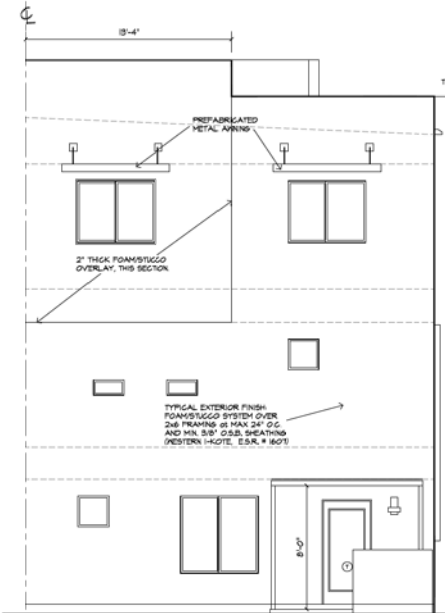 ℄
13'-4"
PREFABRICATED
METAL AWNING
2" THICK FOAM/STUCCO
OVERLAY, THIS SECTION
TYPICAL EXTERIOR FINISH:
FOAM/STUCCO SYSTEM OVER
2x6 FRAMING @ MAX 24" O.C.
AND MIN. 3/8" O.S.B. SHEATHING
(WESTERN 1-KOTE, E.S.R. # 1607)
8'-0"